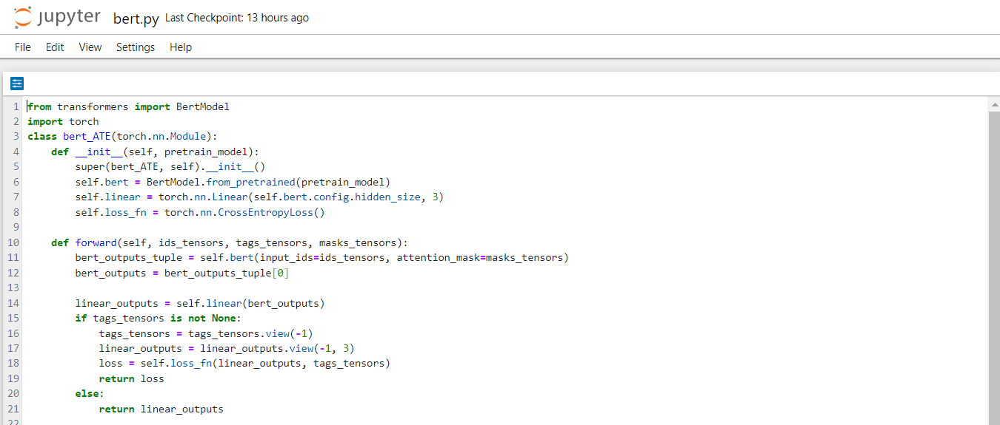 jupyter bert.py Last Checkpoint: 13 hours ago
File Edit View Settings Help
1 from transformers import BertModel
2 import torch
3 class bert_ATE(torch.nn.Module):
4     def __init__(self, pretrain_model):
5         super(bert_ATE, self).__init__()
6         self.bert = BertModel.from_pretrained(pretrain_model)
7         self.linear = torch.nn.Linear(self.bert.config.hidden_size, 3)
8         self.loss_fn = torch.nn.CrossEntropyLoss()
9
10     def forward(self, ids_tensors, tags_tensors, masks_tensors):
11         bert_outputs_tuple = self.bert(input_ids=ids_tensors, attention_mask=masks_tensors)
12         bert_outputs = bert_outputs_tuple[0]
13
14         linear_outputs = self.linear(bert_outputs)
15         if tags_tensors is not None:
16             tags_tensors = tags_tensors.view(-1)
17             linear_outputs = linear_outputs.view(-1, 3)
18             loss = self.loss_fn(linear_outputs, tags_tensors)
19             return loss
20         else:
21             return linear_outputs
22